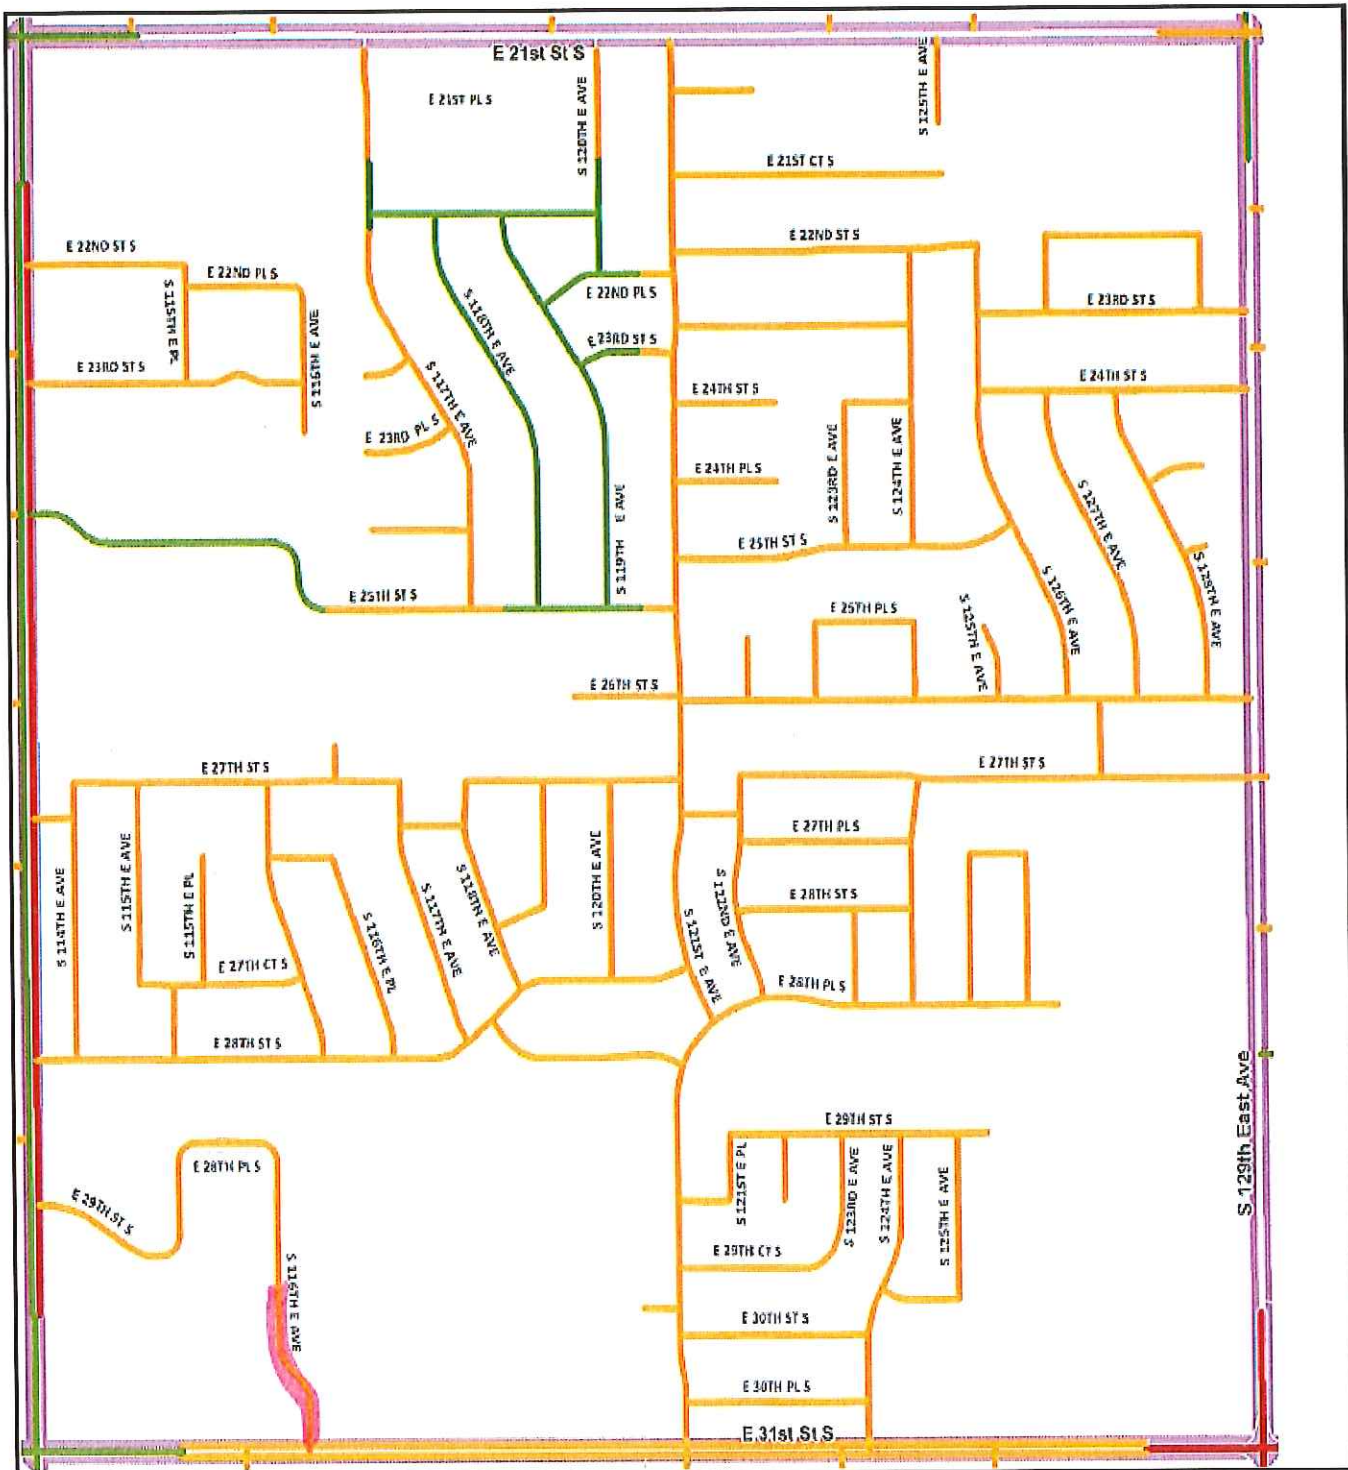 E 21st St S
S 125TH E AVE
E 21ST PL S
S 120TH E AVE
E 21ST CT S
E 22ND ST S
E 22ND ST S
E 22ND PL S
S 115TH E PL
S 116TH E AVE
E 22ND PL S
S 118TH E AVE
E 23RD ST S
E 23RD ST S
E 23RD ST S
S 117TH E AVE
E 24TH ST S
E 24TH ST S
E 23RD PL S
S 123RD E AVE
S 124TH E AVE
E 24TH PL S
S 119TH E AVE
S 127TH E AVE
E 25TH ST S
S 128TH E AVE
E 25TH ST S
S 126TH E AVE
E 25TH PL S
S 125TH E AVE
E 26TH ST S
E 27TH ST S
E 27TH ST S
E 27TH PL S
S 114TH E AVE
S 115TH E AVE
S 115TH E PL
S 120TH E AVE
S 118TH E AVE
S 117TH E AVE
S 116TH E PL
S 122ND E AVE
S 121ST E AVE
E 28TH ST S
E 27TH CT S
E 28TH PL S
E 28TH ST S
S 129th East Ave
E 29TH ST S
E 28TH PL S
E 29TH ST S
S 121ST E PL
S 123RD E AVE
S 124TH E AVE
S 125TH E AVE
E 29TH CT S
S 116TH E AVE
E 30TH ST S
E 30TH PL S
E 31st St S